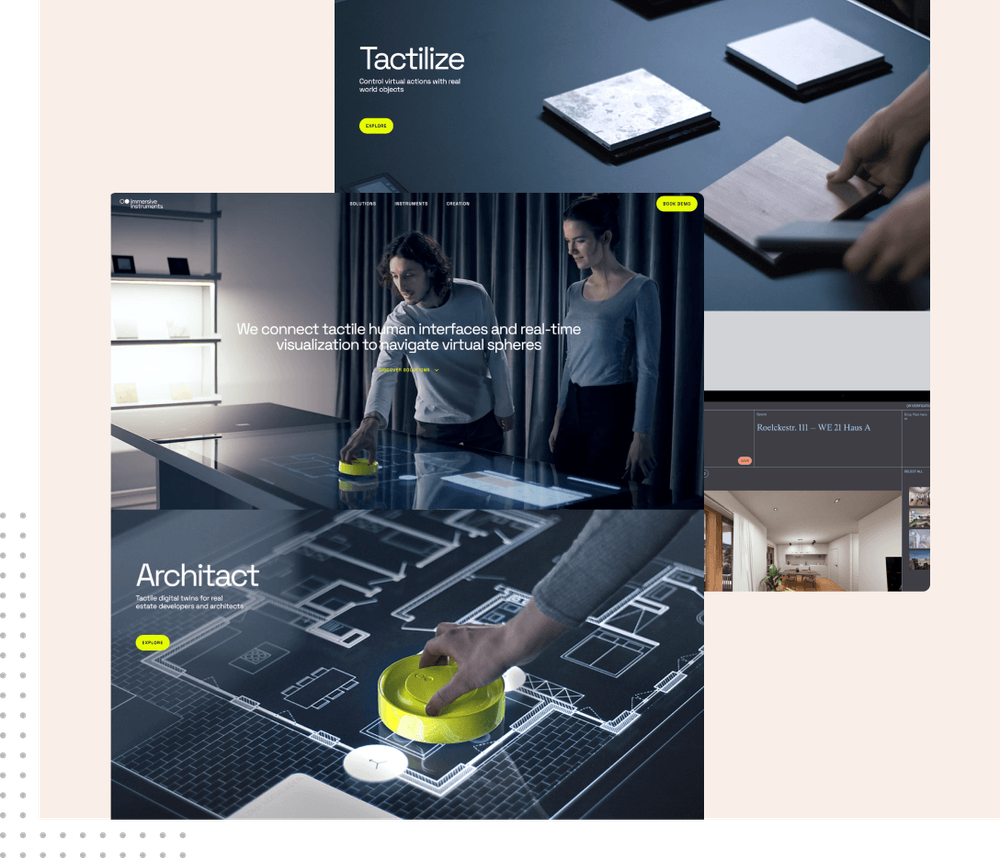 Tactilize
Control virtual actions with real
world objects
EXPLORE
immersive
instruments
SOLUTIONS
INSTRUMENTS
CREATION
BOOK DEMO
We connect tactile human interfaces and real-time
visualization to navigate virtual spheres
DISCOVER SOLUTIONS
Roelckestr. 111 — WE 21 Haus A
Architact
Tactile digital twins for real
estate developers and architects
EXPLORE